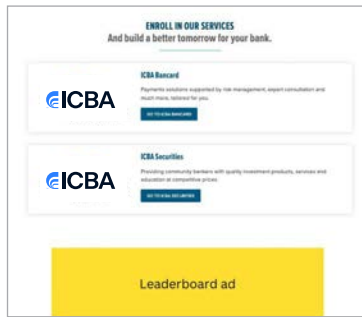 ENROLL IN OUR SERVICES
And build a better tomorrow for your bank.
ICBA
ICBA Bancard
Payments solutions supported by risk management, expert consultation and
much more, tailored for you.
GO TO ICBA BANCARD
ICBA
ICBA Securities
Providing community bankers with quality investment products, services and
education at competitive prices
GO TO ICBA SECURITIES
Leaderboard ad